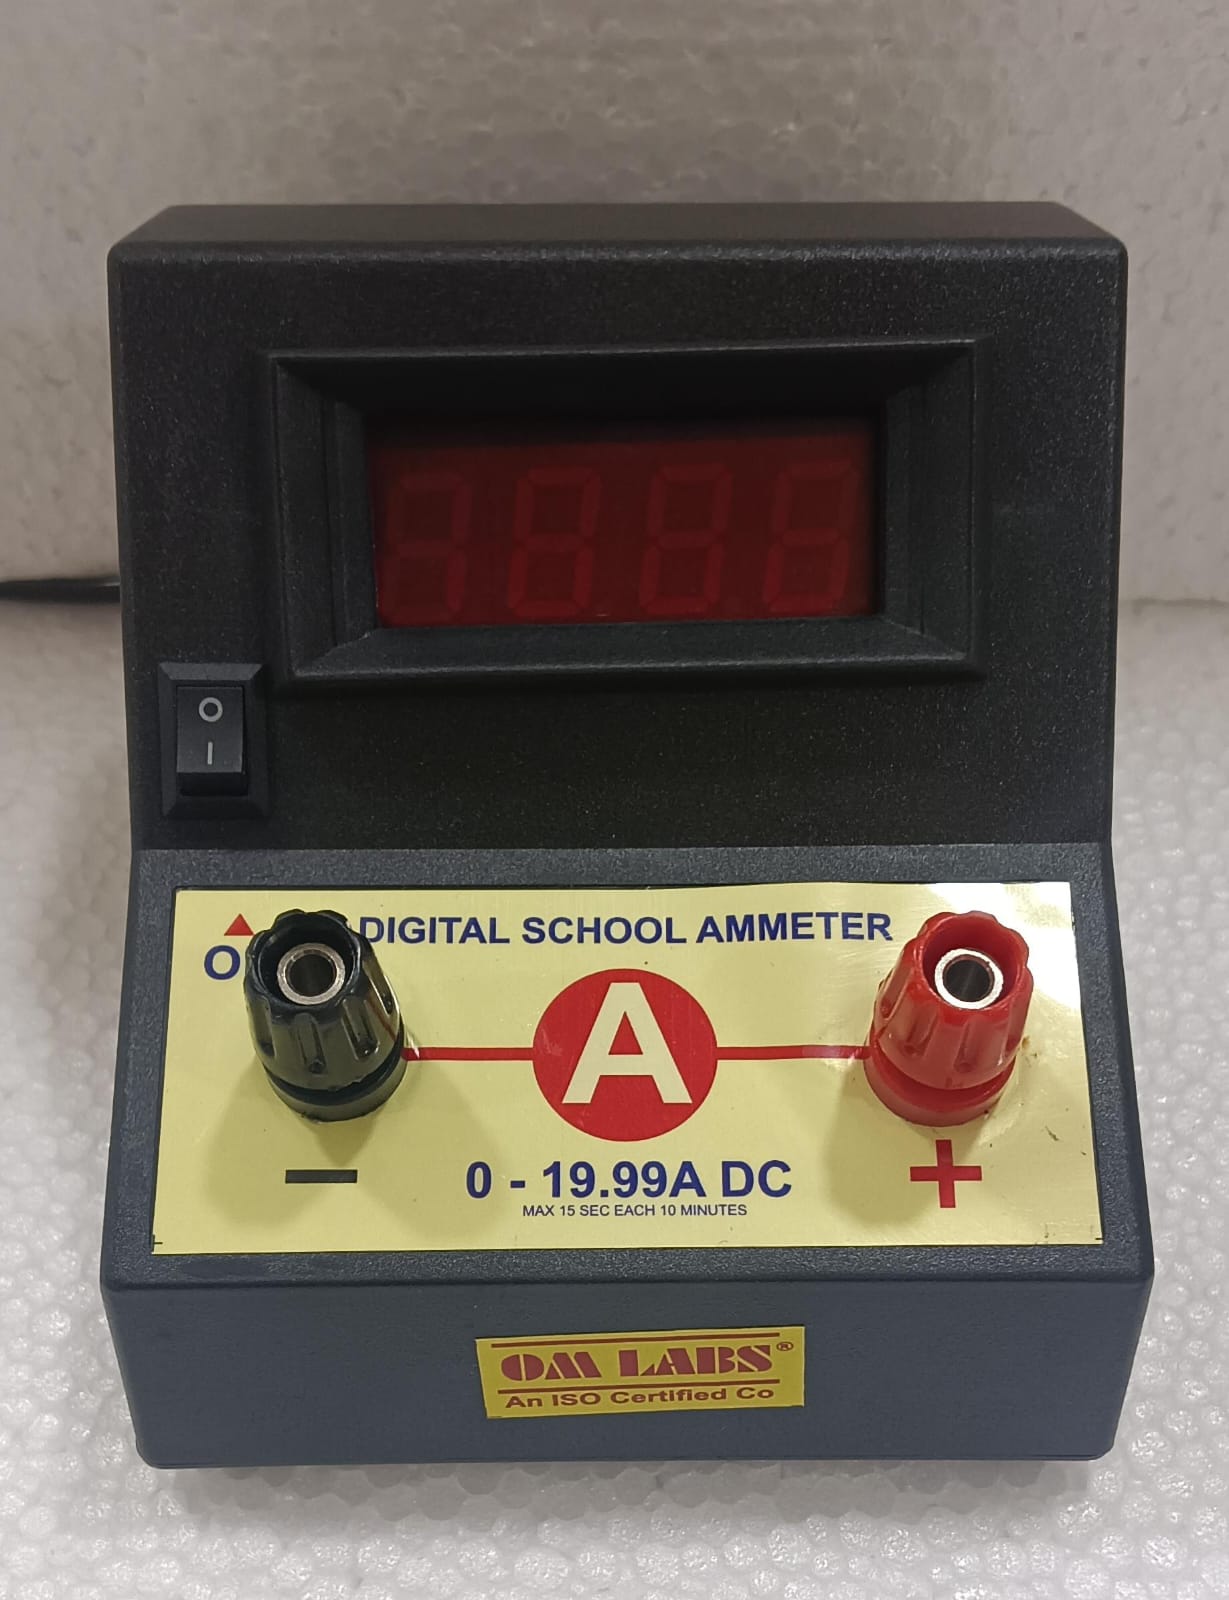 O
I
DIGITAL SCHOOL AMMETER
A
- +
0 - 19.99A DC
MAX 15 SEC EACH 10 MINUTES
OM LABS®
An ISO Certified Co